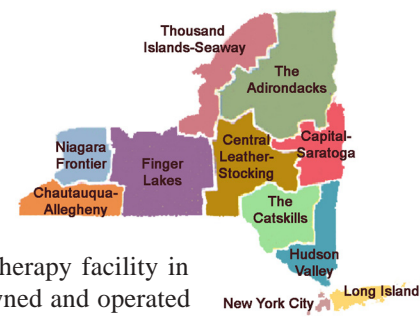 Thousand
Islands-Seaway
The
Adirondacks
Niagara
Frontier
Finger
Lakes
Central
Leather-
Stocking
Capital-
Saratoga
Chautauqua-
Allegheny
The
Catskills
Hudson
Valley
New York City
Long Island
herapy facility in
wned and operated